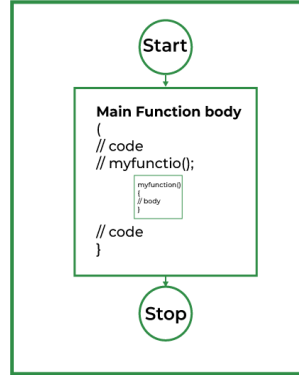 Start
Main Function body
(
// code
// myfunctio();
myfunction()
{
// body
}
// code
}
Stop